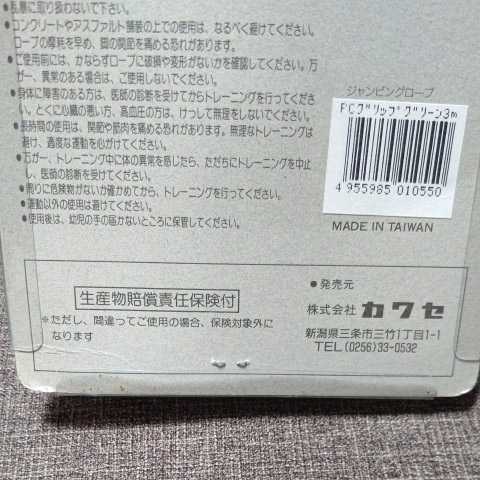 ●乱暴に取り扱わないで下さい。
●コンクリートやアスファルト舗装の上での使用は、なるべく避けてください。
ロープの摩耗を早め、脚の関節を痛める恐れがあります。
●ご使用前には、かならずロープに破損や変形がないかを確認してください。万
が、異常のある場合は、ご使用しないでください。
●身体に障害のある方は、医師の診断を受けてからトレーニングを行ってくださ
い。とくに心臓の悪い方、高血圧の方は、けっして無理をしないでください。
●長時間の使用は、関節や筋肉を痛める恐れがあります。無理なトレーニングは
避け、適度な運動を心がけてください。
●万が、トレーニング中に体の異常を感じたら、ただちにトレーニングを中止
し、医師の診断を受けてください。
●周りに危険物がないか確かめてから、トレーニングを行ってください。
●運動以外の使用は避けてください。
●使用後は、幼児の手の届かないところに保管してください。
ジャンピングロープ
PCグリップグリーン3m
4 955985 010550
MADE IN TAIWAN
生産物賠償責任保険付
※ただし、間違ってご使用の場合、保険対象外に
なります
●発売元
株式会社 カワセ
新潟県三条市三竹1丁目1-1
TEL(0256)33-0532